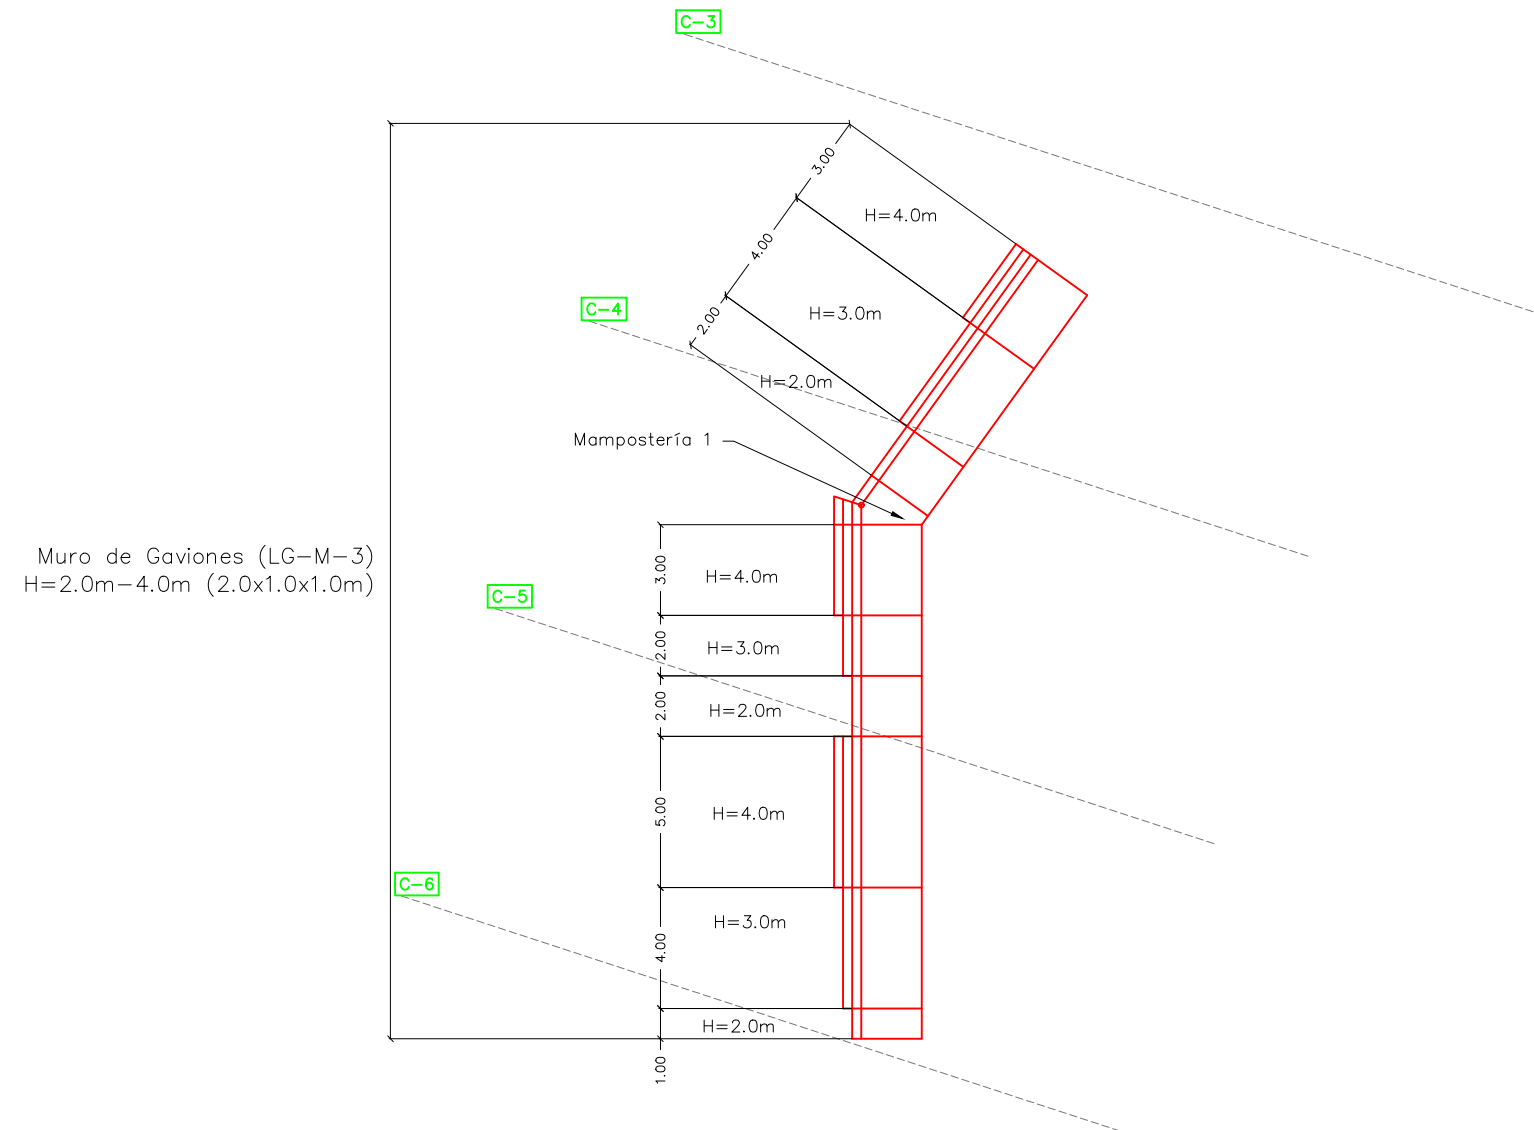 C-3
3.00
H=4.0m
4.00
C-4
H=3.0m
2.00
H=2.0m
Mampostería 1
Muro de Gaviones (LG-M-3)
H=2.0m-4.0m (2.0x1.0x1.0m)
3.00
H=4.0m
C-5
2.00
H=3.0m
2.00
H=2.0m
5.00
H=4.0m
C-6
4.00
H=3.0m
H=2.0m
1.00